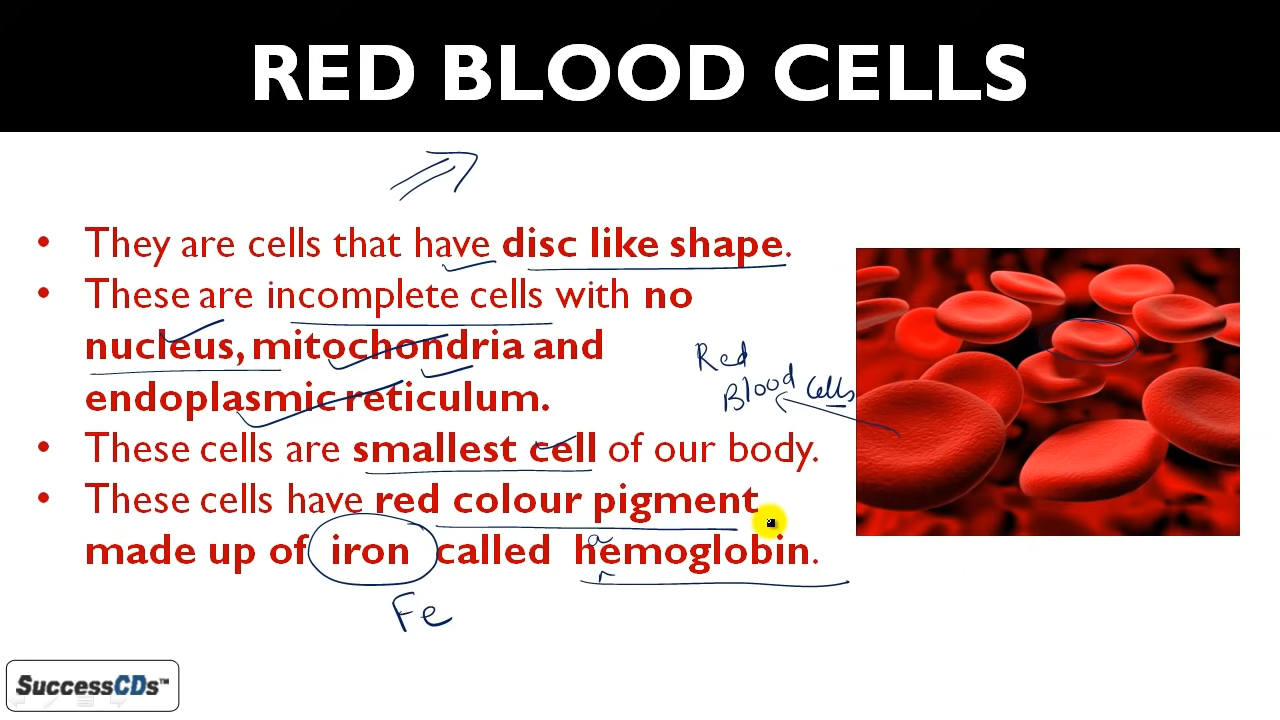 RED BLOOD CELLS
• They are cells that have disc like shape.
• These are incomplete cells with no
nucleus, mitochondria and
endoplasmic reticulum.
Red
Blood Cells
• These cells are smallest cell of our body.
• These cells have red colour pigment
made up of iron called hemoglobin.
a
Fe
SuccessCDs™